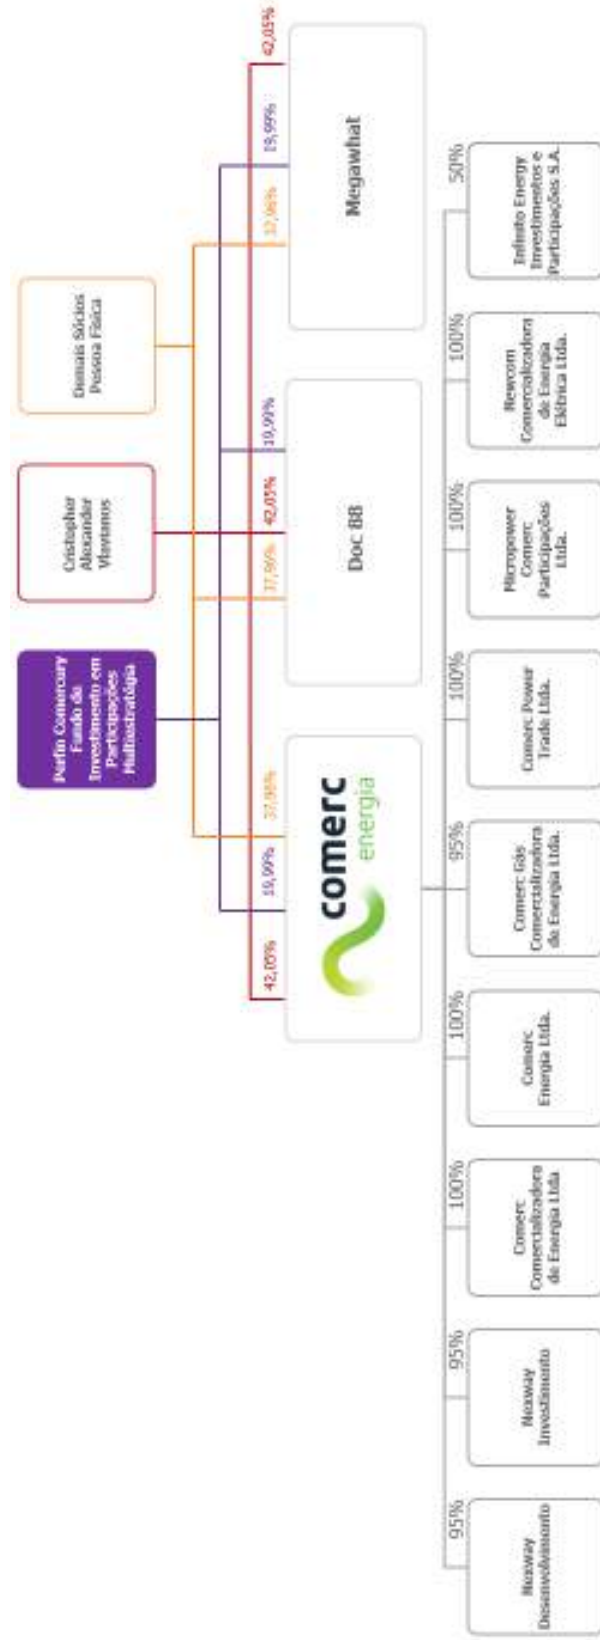 Perfin Comercury
Fundo de
Investimento em
Participações
Multiestratégia
Cristopher
Alexander
Vlavianos
Demais Sócios
Pessoa Física
42,05%
19,99%
37,96%
37,96%
42,05%
19,99%
37,96%
19,99%
42,05%
comerc
energia
Doc 88
Megawhat
95%
95%
100%
100%
95%
100%
100%
100%
50%
Nexway
Desenvolvimento
Nexway
Investimento
Comerc
Comercializadora
de Energia Ltda
Comerc
Energia Ltda.
Comerc Gás
Comercializadora
de Energia Ltda.
Comerc Power
Trade Ltda.
Micropower
Comerc
Participações
Ltda.
Newcom
Comercializadora
de Energia
Elétrica Ltda.
Infinito Energy
Investimentos e
Participações S.A.